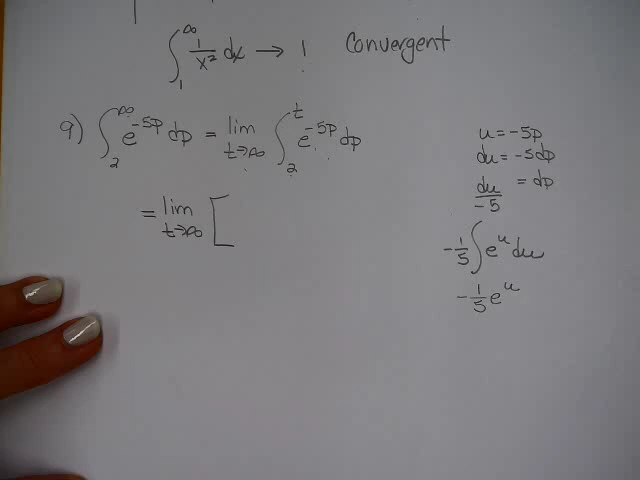 ∫₁^∞ 1/x² dx → 1 Convergent
9) ∫₂^∞ e^-5p dp = lim t→∞ ∫₂^t e^-5p dp
= lim t→∞ [
u = -5p
du = -5dp
du/-5 = dp
-1/5 ∫ e^u du
-1/5 e^u